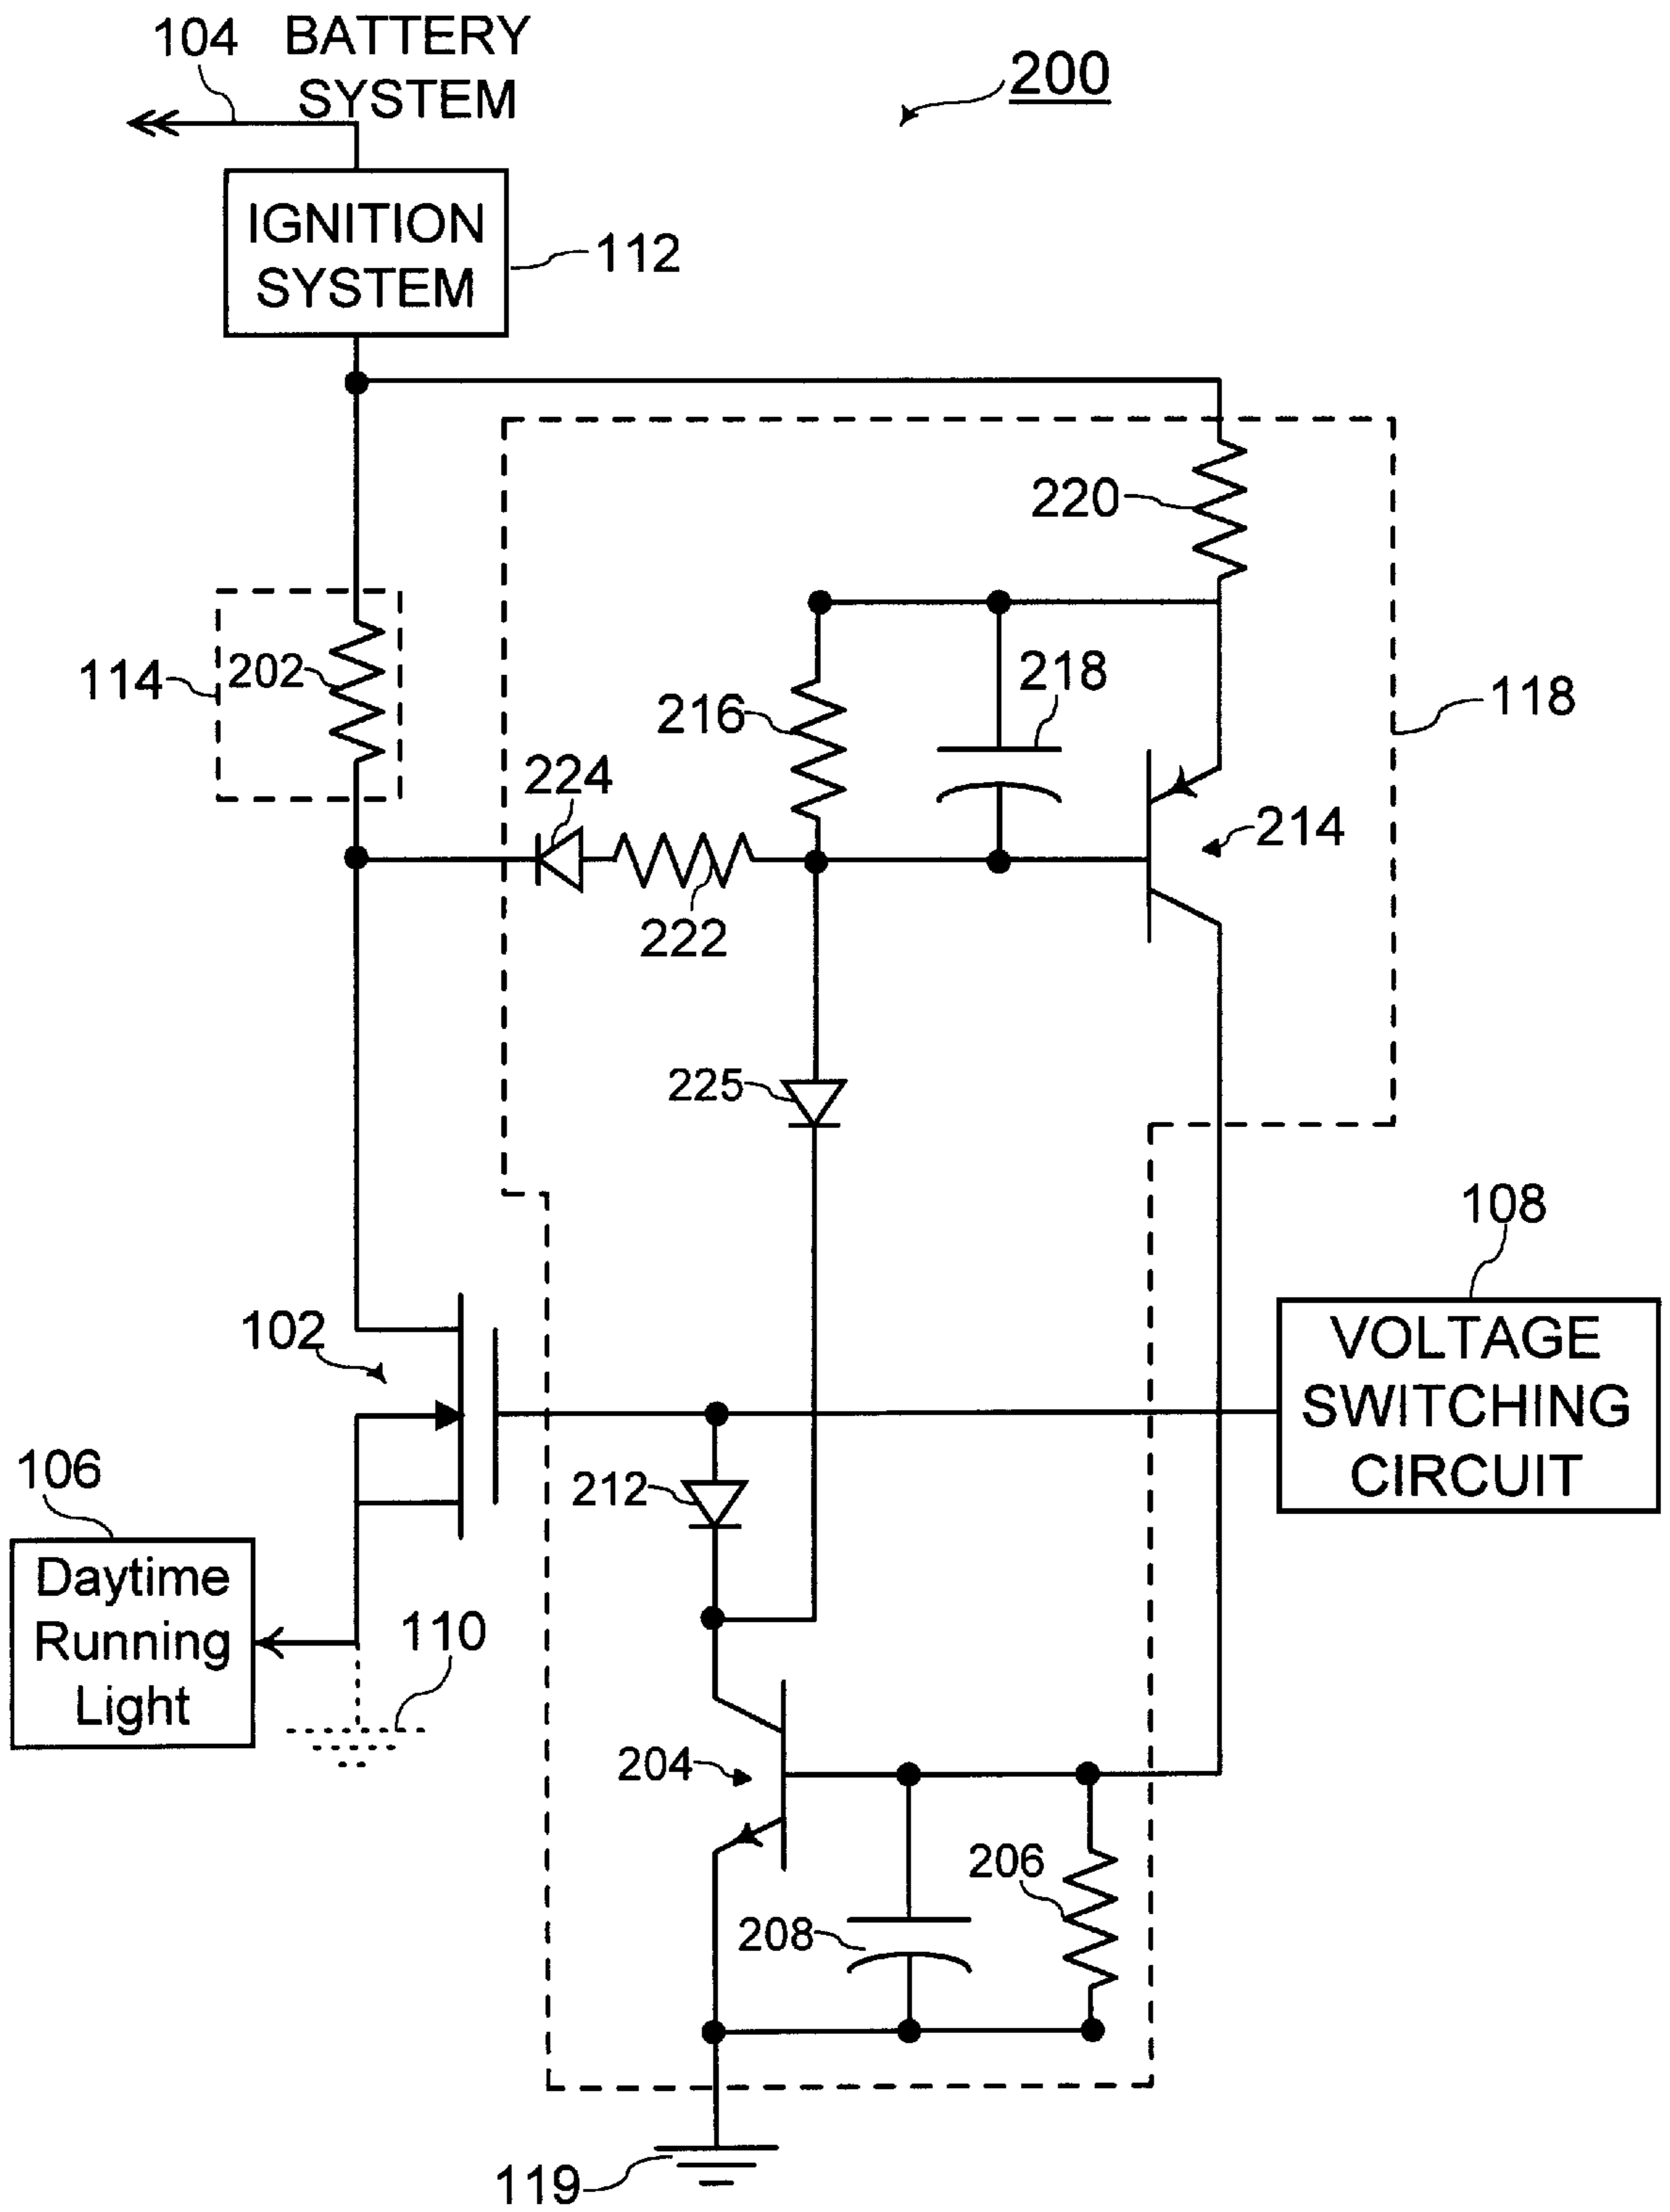 104
BATTERY
SYSTEM
200
IGNITION
SYSTEM
112
220
114
202
216
218
118
224
214
222
225
108
102
VOLTAGE
SWITCHING
CIRCUIT
106
212
Daytime
Running
Light
110
204
206
208
119